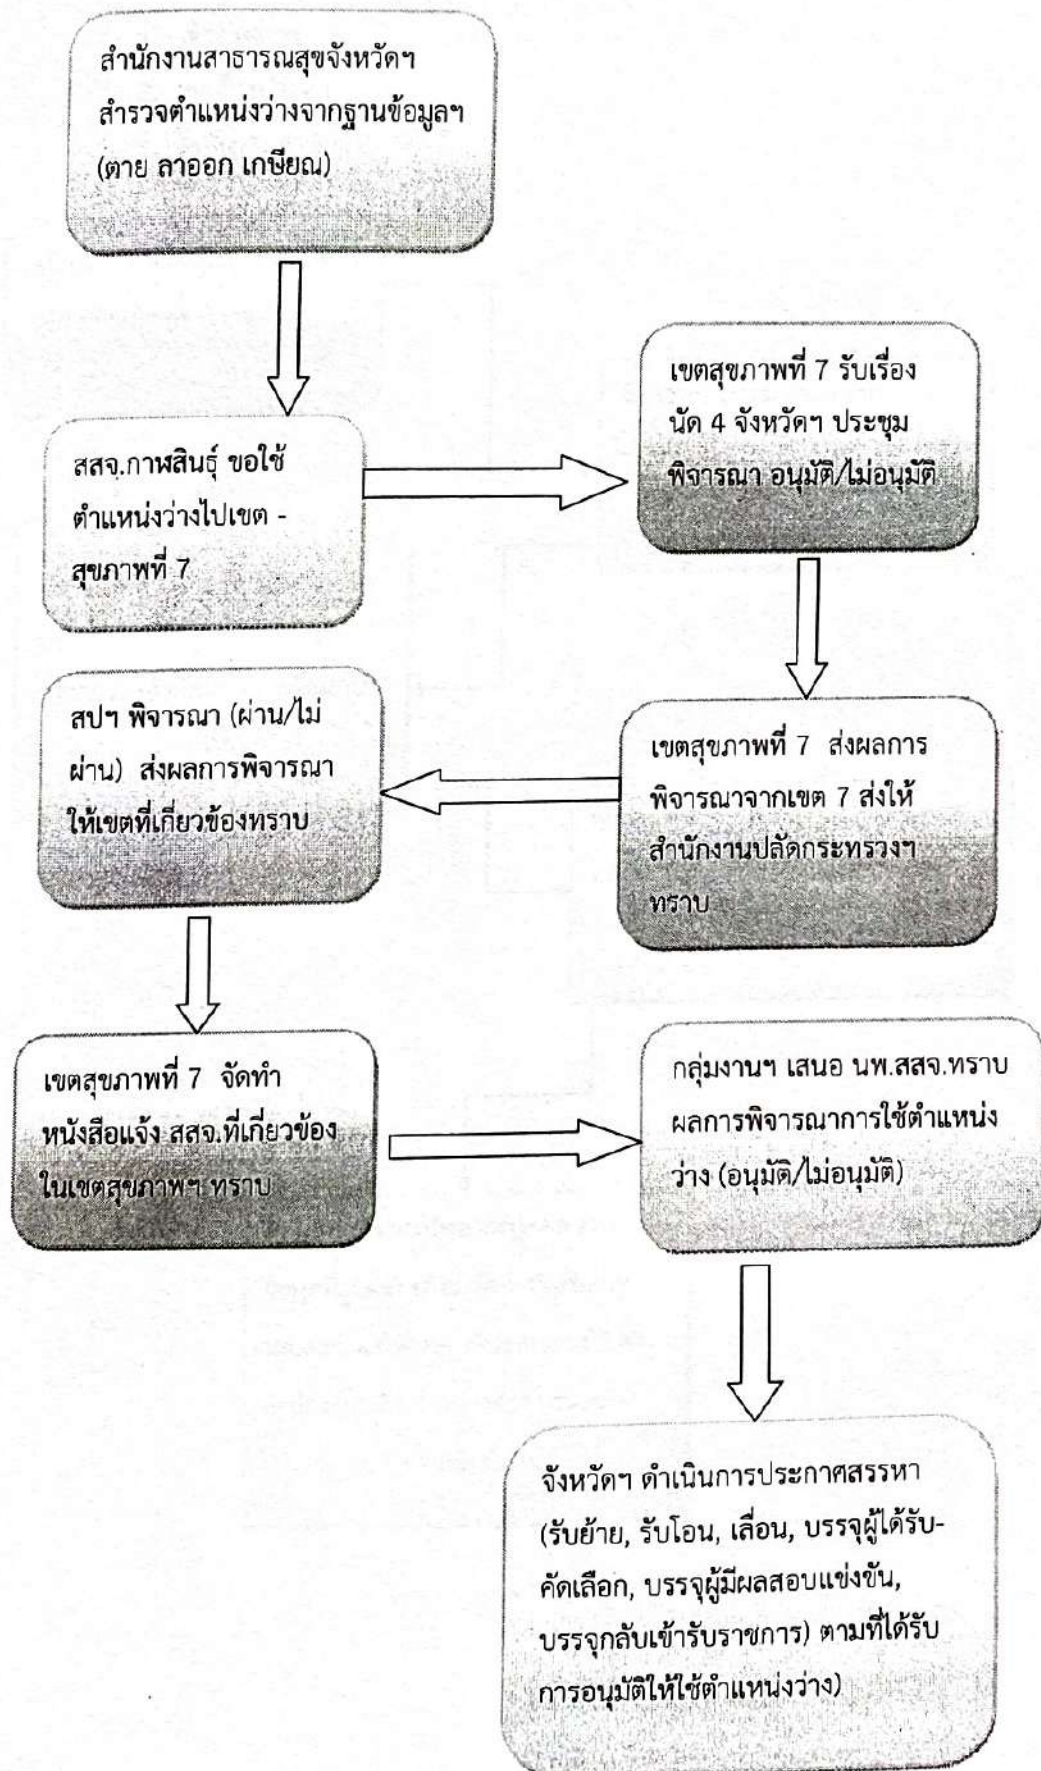 สำนักงานสาธารณสุขจังหวัดฯ
สำรวจตำแหน่งว่างจากฐานข้อมูลฯ
(ตาย ลาออก เกษียณ)
สสจ.กาฬสินธุ์ ขอใช้
ตำแหน่งว่างไปเขต -
สุขภาพที่ 7
เขตสุขภาพที่ 7 รับเรื่อง
นัด 4 จังหวัดฯ ประชุม
พิจารณา อนุมัติ/ไม่อนุมัติ
เขตสุขภาพที่ 7 ส่งผลการ
พิจารณาจากเขต 7 ส่งให้
สำนักงานปลัดกระทรวงฯ
ทราบ
สปฯ พิจารณา (ผ่าน/ไม่
ผ่าน) ส่งผลการพิจารณา
ให้เขตที่เกี่ยวข้องทราบ
เขตสุขภาพที่ 7 จัดทำ
หนังสือแจ้ง สสจ.ที่เกี่ยวข้อง
ในเขตสุขภาพฯ ทราบ
กลุ่มงานฯ เสนอ นพ.สสจ.ทราบ
ผลการพิจารณาการใช้ตำแหน่ง
ว่าง (อนุมัติ/ไม่อนุมัติ)
จังหวัดฯ ดำเนินการประกาศสรรหา
(รับย้าย, รับโอน, เลื่อน, บรรจุผู้ได้รับ-
คัดเลือก, บรรจุผู้มีผลสอบแข่งขัน,
บรรจุกลับเข้ารับราชการ) ตามที่ได้รับ
การอนุมัติให้ใช้ตำแหน่งว่าง)